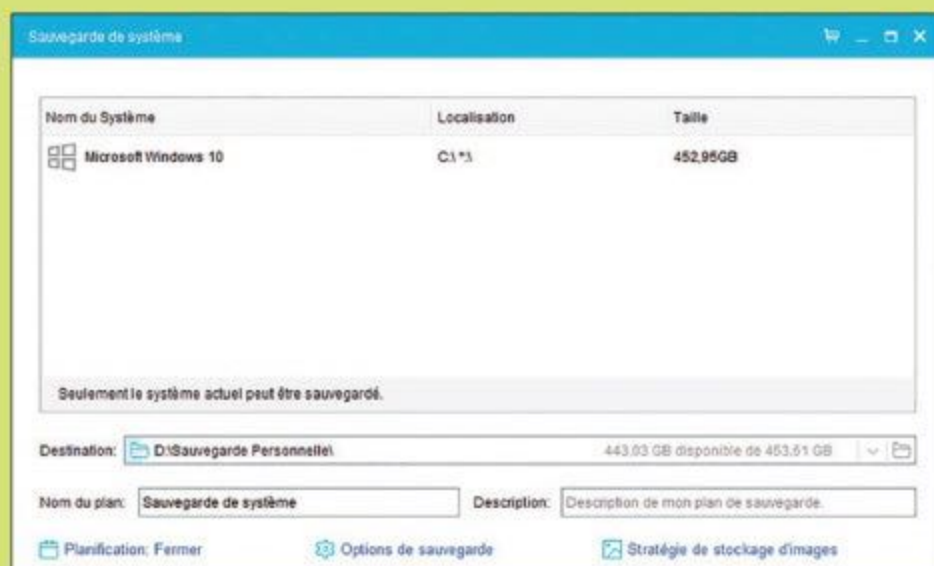 Sauvegarde de système
Nom du Système Localisation Taille
Microsoft Windows 10 C:\ *:\ 452,95GB
Seulement le système actuel peut être sauvegardé.
Destination: D:\Sauvegarde Personnelle\ 443,03 GB disponible de 453,51 GB
Nom du plan: Sauvegarde de système Description: Description de mon plan de sauvegarde.
Planification: Fermer Options de sauvegarde Stratégie de stockage d'images